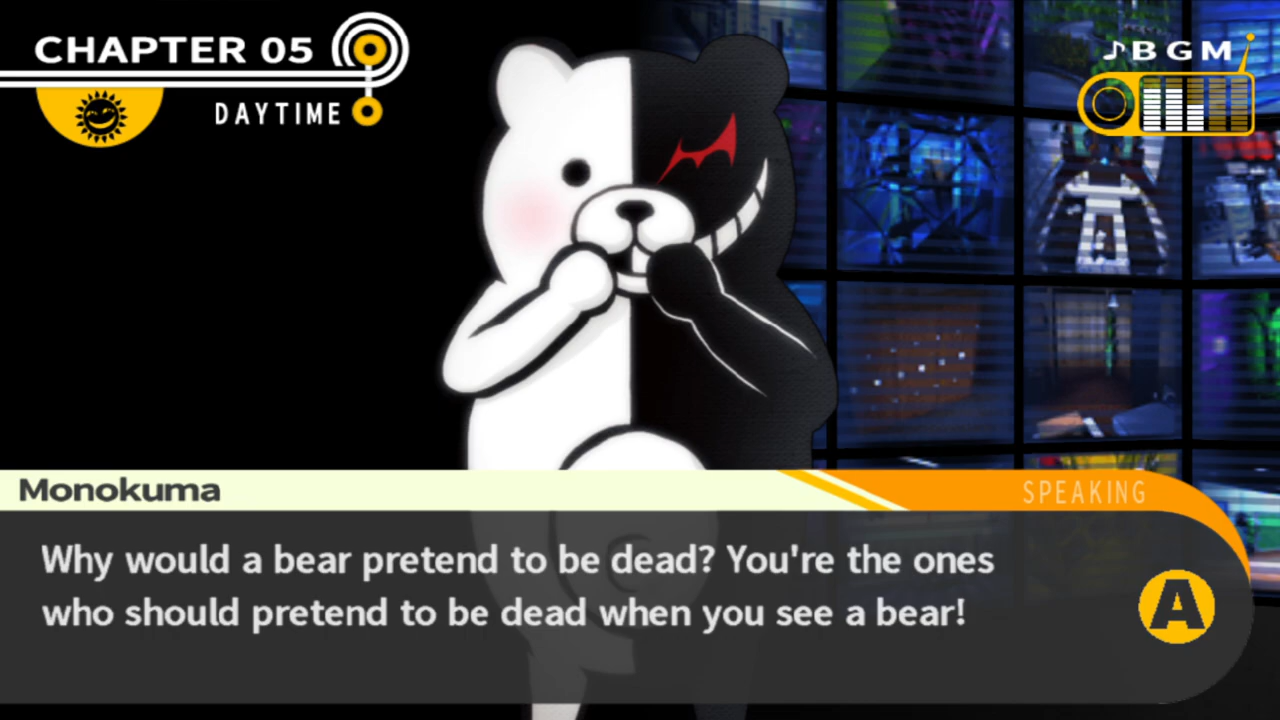 CHAPTER 05
DAYTIME
♪BGM
Monokuma
SPEAKING
Why would a bear pretend to be dead? You're the ones
who should pretend to be dead when you see a bear!
A